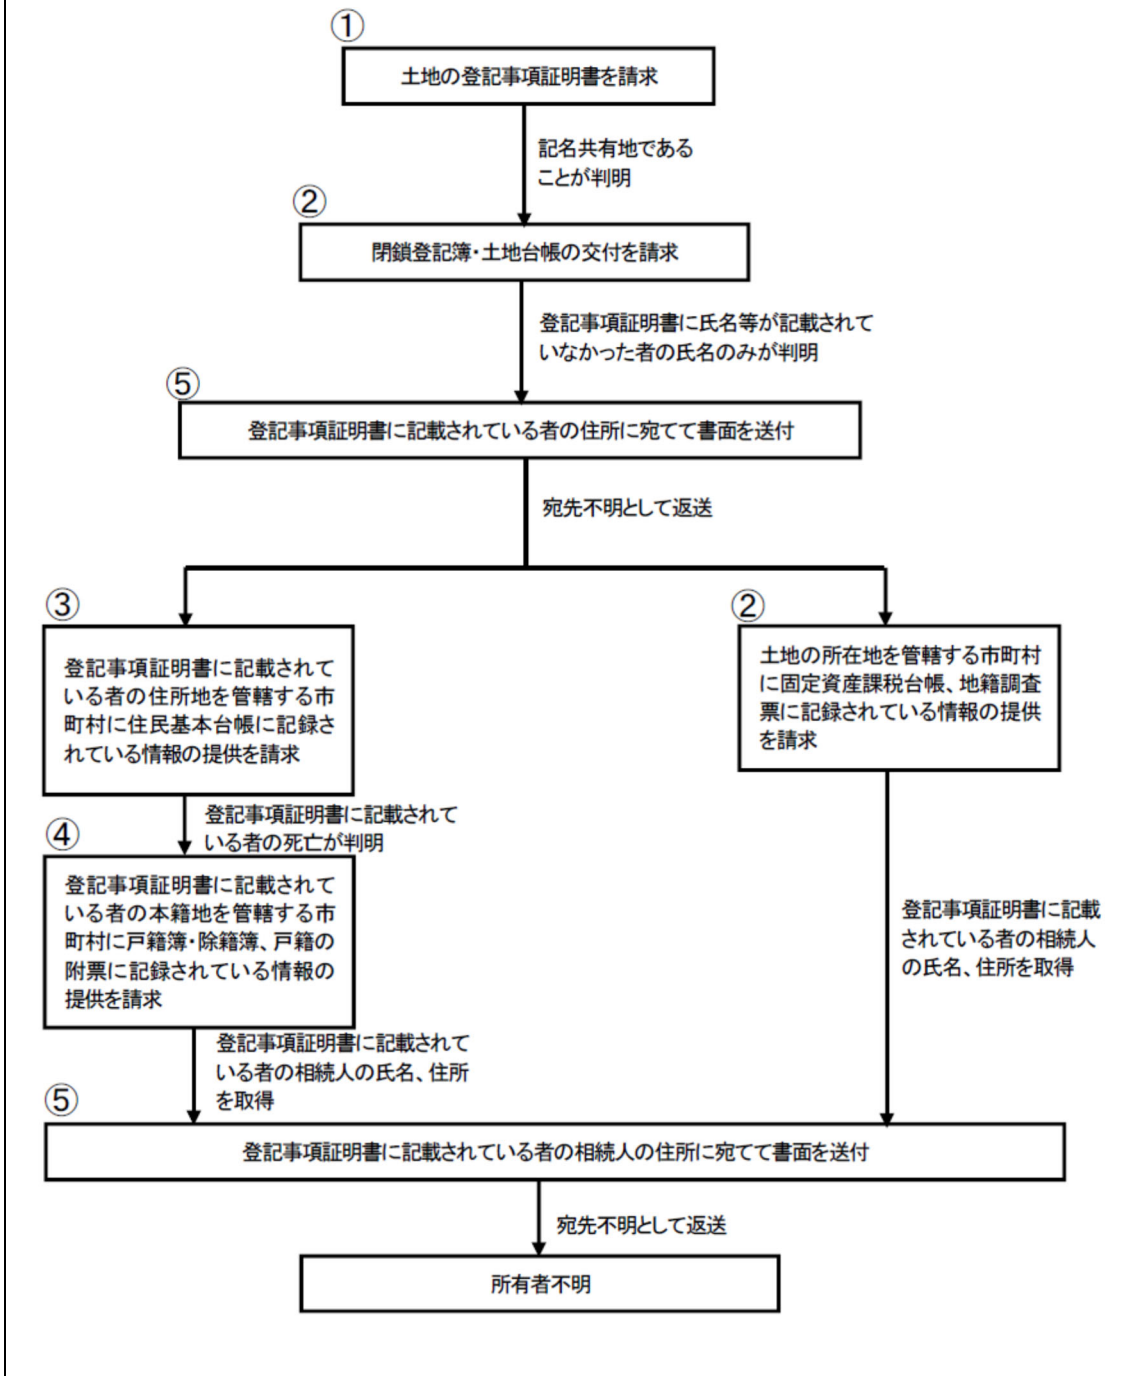 ①
土地の登記事項証明書を請求
記名共有地である
ことが判明
②
閉鎖登記簿・土地台帳の交付を請求
登記事項証明書に氏名等が記載されて
いなかった者の氏名のみが判明
⑤
登記事項証明書に記載されている者の住所に宛てて書面を送付
宛先不明として返送
③
登記事項証明書に記載されて
いる者の住所地を管轄する市
町村に住民基本台帳に記録さ
れている情報の提供を請求
②
土地の所在地を管轄する市町村
に固定資産課税台帳、地籍調査
票に記録されている情報の提供
を請求
登記事項証明書に記載されて
いる者の死亡が判明
④
登記事項証明書に記載されて
いる者の本籍地を管轄する市
町村に戸籍簿・除籍簿、戸籍の
附票に記録されている情報の
提供を請求
登記事項証明書に記載
されている者の相続人
の氏名、住所を取得
登記事項証明書に記載されて
いる者の相続人の氏名、住所
を取得
⑤
登記事項証明書に記載されている者の相続人の住所に宛てて書面を送付
宛先不明として返送
所有者不明